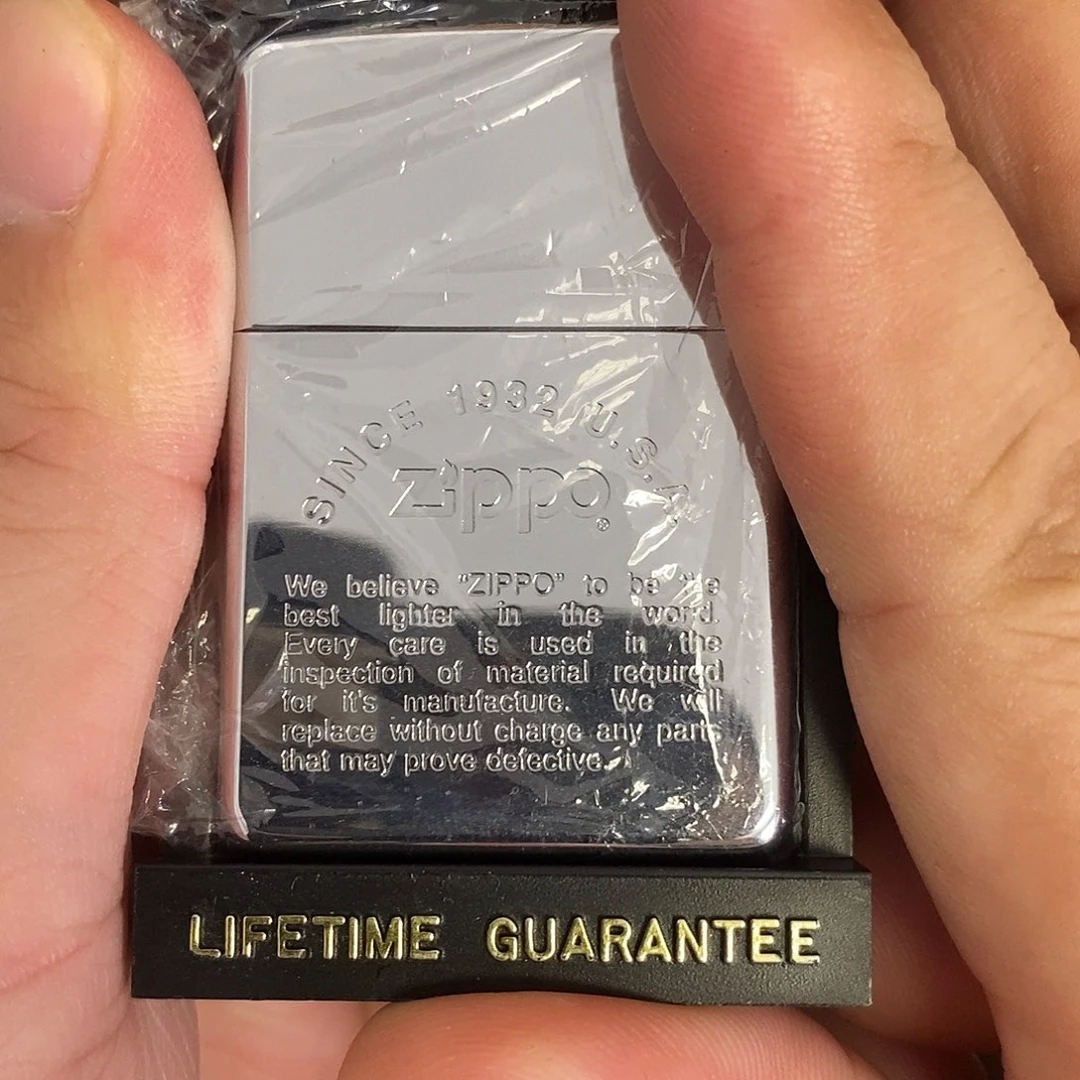 SINCE 1932 U.S.A
Zippo®
We believe "ZIPPO" to be the
best lighter in the world.
Every care is used in the
inspection of material required
for it's manufacture. We will
replace without charge any parts
that may prove defective.
LIFETIME GUARANTEE